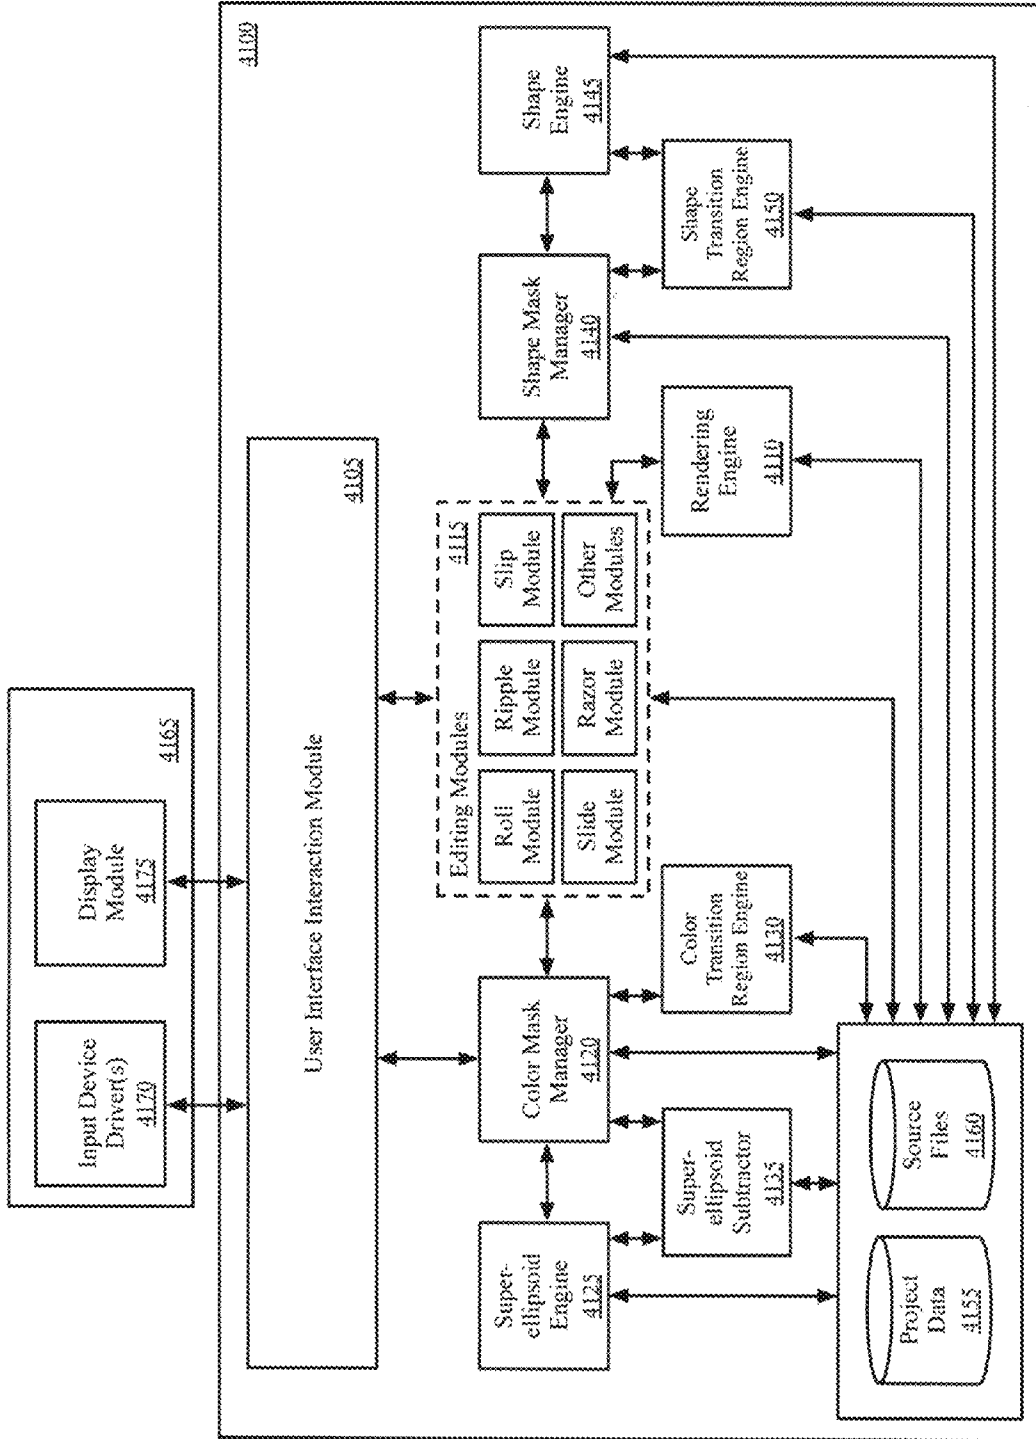 Input Device
Driver(s)
4170
Display
Module
4175
4165
4100
User Interface Interaction Module
4105
Editing Modules
4115
Roll
Module
Ripple
Module
Slip
Module
Slide
Module
Razor
Module
Other
Modules
Super-
ellipsoid
Engine
4125
Color Mask
Manager
4120
Shape Mask
Manager
4140
Shape
Engine
4145
Super-
ellipsoid
Subtractor
4135
Color
Transition
Region Engine
4130
Rendering
Engine
4110
Shape
Transition
Region Engine
4150
Project
Data
4155
Source
Files
4160